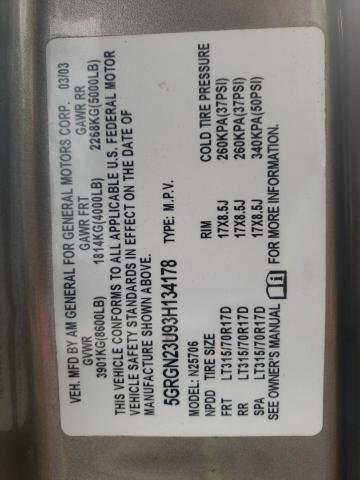 VEH. MFD BY AM GENERAL FOR GENERAL MOTORS CORP. 03/03
GVWR GAWR FRT GAWR RR
3901KG(8600LB) 1814KG(4000LB) 2268KG(5000LB)
THIS VEHICLE CONFORMS TO ALL APPLICABLE U.S. FEDERAL MOTOR
VEHICLE SAFETY STANDARDS IN EFFECT ON THE DATE OF
MANUFACTURE SHOWN ABOVE.
5GRGN23U93H134178 TYPE: M.P.V.
MODEL: N25706
NPDD TIRE SIZE RIM COLD TIRE PRESSURE
FRT LT315/70R17D 17X8.5J 260KPA(37PSI)
RR LT315/70R17D 17X8.5J 260KPA(37PSI)
SPA LT315/70R17D 17X8.5J 340KPA(50PSI)
SEE OWNER'S MANUAL FOR MORE INFORMATION.